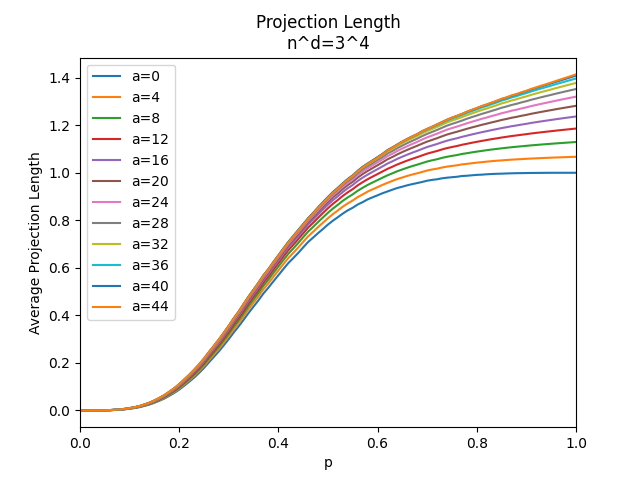 Projection Length
n^d=3^4
a=0
a=4
a=8
a=12
a=16
a=20
a=24
a=28
a=32
a=36
a=40
a=44
1.4
1.2
1.0
0.8
0.6
0.4
0.2
0.0
Average Projection Length
0.0 0.2 0.4 0.6 0.8 1.0
p